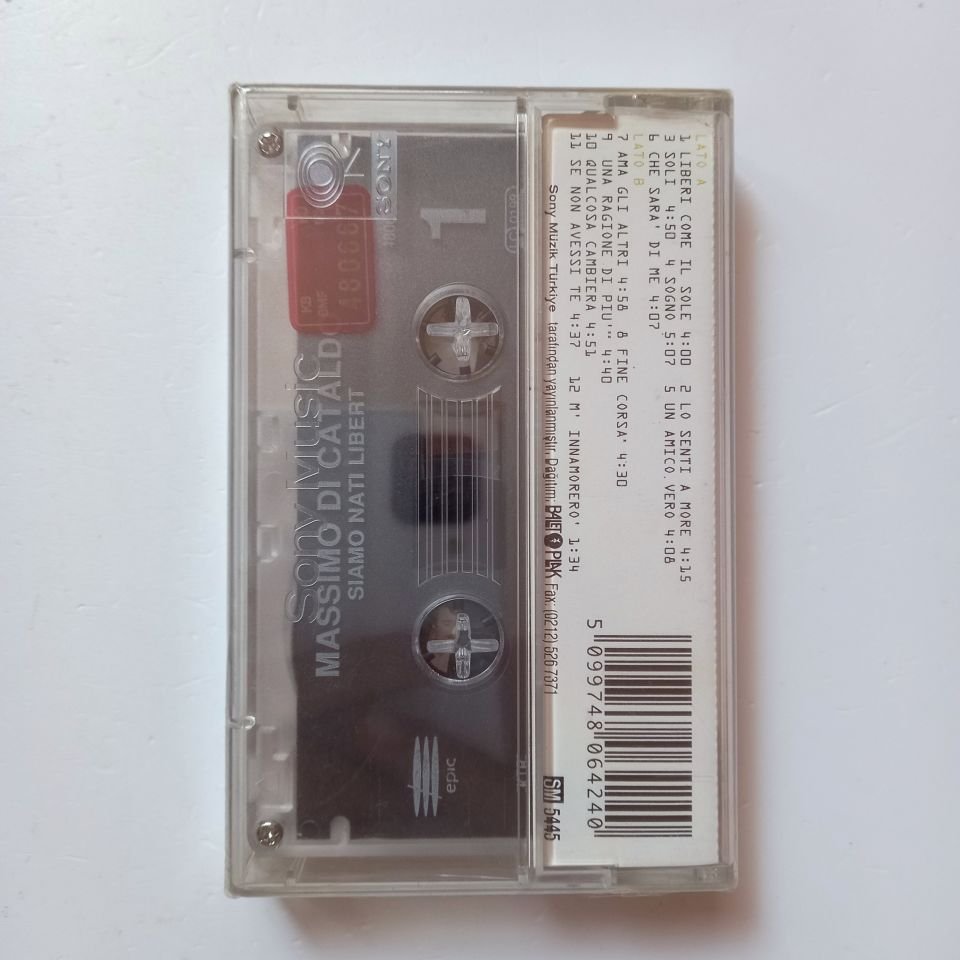 LATO A
1 LIBERI COME IL SOLE 4:00 2 LO SENTI A MORE 4:15
3 SOLI 4:50 4 SOGNO 5:07 5 UN AMICO VERO 4:08
6 CHE SARA' DI ME 4:07
LATO B
7 AMA GLI ALTRI 4:58 8 FINE CORSA' 4:30
9 UNA RAGIONE DI PIU'" 4:40
10 QUALCOSA CAMBIERA 4:51
11 SE NON AVESSI TE 4:37 12 M' INNAMORERO' 1:34
Sony Müzik Türkiye tarafından yayınlanmıştır. Dağıtım: BALET PLAK Fax: (0212) 526 7371
SM 5445
5 099748 064240
1
SONY
Sony Music
MASSIMO DI CATALDO
SIAMO NATI LIBERT
epic
KB